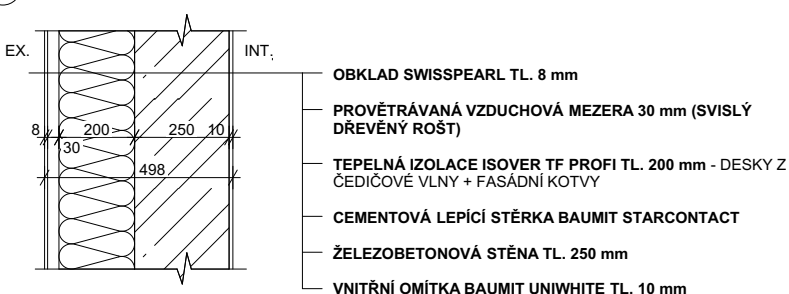 EX.
INT.
8
200
250
10
30
498
OBKLAD SWISSPEARL TL. 8 mm
PROVĚTRÁVANÁ VZDUCHOVÁ MEZERA 30 mm (SVISLÝ
DŘEVĚNÝ ROŠT)
TEPELNÁ IZOLACE ISOVER TF PROFI TL. 200 mm - DESKY Z
ČEDIČOVÉ VLNY + FASÁDNÍ KOTVY
CEMENTOVÁ LEPÍCÍ STĚRKA BAUMIT STARCONTACT
ŽELEZOBETONOVÁ STĚNA TL. 250 mm
VNITŘNÍ OMÍTKA BAUMIT UNIWHITE TL. 10 mm